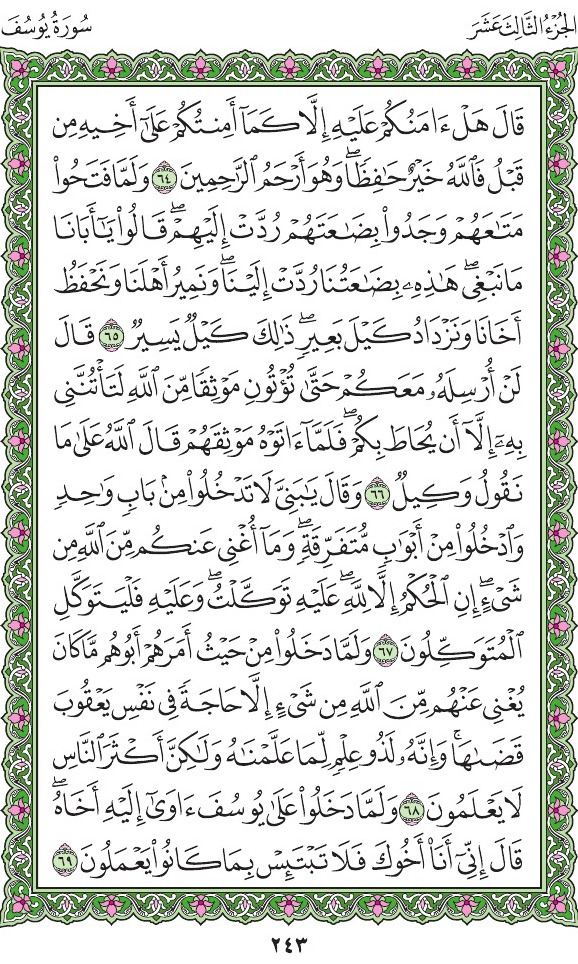 الجزء الثالث عشر
سورة يوسف
قَالَ هَلْ ءَامَنُكُمْ عَلَيْهِ إِلَّا كَمَآ أَمِنتُكُمْ عَلَىٰٓ أَخِيهِ مِن
قَبْلُ فَٱللَّهُ خَيْرٌ حَٰفِظًا ۖ وَهُوَ أَرْحَمُ ٱلرَّٰحِمِينَ ٦٤ وَلَمَّا فَتَحُوا۟
مَتَٰعَهُمْ وَجَدُوا۟ بِضَٰعَتَهُمْ رُدَّتْ إِلَيْهِمْ ۖ قَالُوا۟ يَٰٓأَبَانَا
مَا نَبْغِى ۖ هَٰذِهِۦ بِضَٰعَتُنَا رُدَّتْ إِلَيْنَا ۖ وَنَمِيرُ أَهْلَنَا وَنَحْفَظُ
أَخَانَا وَنَزْدَادُ كَيْلَ بَعِيرٍ ۖ ذَٰلِكَ كَيْلٌ يَسِيرٌ ٦٥ قَالَ
لَنْ أُرْسِلَهُۥ مَعَكُمْ حَتَّىٰ تُؤْتُونِ مَوْثِقًا مِّنَ ٱللَّهِ لَتَأْتُنَّنِى
بِهِۦٓ إِلَّآ أَن يُحَاطَ بِكُمْ ۖ فَلَمَّآ ءَاتَوْهُ مَوْثِقَهُمْ قَالَ ٱللَّهُ عَلَىٰ مَا
نَقُولُ وَكِيلٌ ٦٦ وَقَالَ يَٰبَنِىَّ لَا تَدْخُلُوا۟ مِنۢ بَابٍ وَٰحِدٍ
وَٱدْخُلُوا۟ مِنْ أَبْوَٰبٍ مُّتَفَرِّقَةٍ ۖ وَمَآ أُغْنِى عَنكُم مِّنَ ٱللَّهِ مِن
شَىْءٍ ۖ إِنِ ٱلْحُكْمُ إِلَّا لِلَّهِ ۖ عَلَيْهِ تَوَكَّلْتُ ۖ وَعَلَيْهِ فَلْيَتَوَكَّلِ
ٱلْمُتَوَكِّلُونَ ٦٧ وَلَمَّا دَخَلُوا۟ مِنْ حَيْثُ أَمَرَهُمْ أَبُوهُم مَّا كَانَ
يُغْنِى عَنْهُم مِّنَ ٱللَّهِ مِن شَىْءٍ إِلَّا حَاجَةً فِى نَفْسِ يَعْقُوبَ
قَضَىٰهَا ۚ وَإِنَّهُۥ لَذُو عِلْمٍ لِّمَا عَلَّمْنَٰهُ وَلَٰكِنَّ أَكْثَرَ ٱلنَّاسِ
لَا يَعْلَمُونَ ٦٨ وَلَمَّا دَخَلُوا۟ عَلَىٰ يُوسُفَ ءَاوَىٰٓ إِلَيْهِ أَخَاهُ ۖ
قَالَ إِنِّىٓ أَنَا۠ أَخُوكَ فَلَا تَبْتَئِسْ بِمَا كَانُوا۟ يَعْمَلُونَ ٦٩
٢٤٣